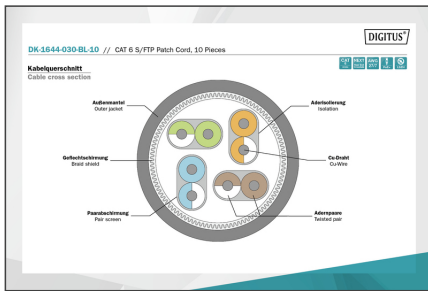 DIGITUS®
DK-1644-030-BL-10 // CAT 6 S/FTP Patch Cord, 10 Pieces
Kabelquerschnitt
Cable cross section
Außenmantel
Outer jacket
Aderisolierung
Isolation
Geflechtschirmung
Braid shield
Cu-Draht
Cu-Wire
Paarabschirmung
Pair screen
Adernpaare
Twisted pair